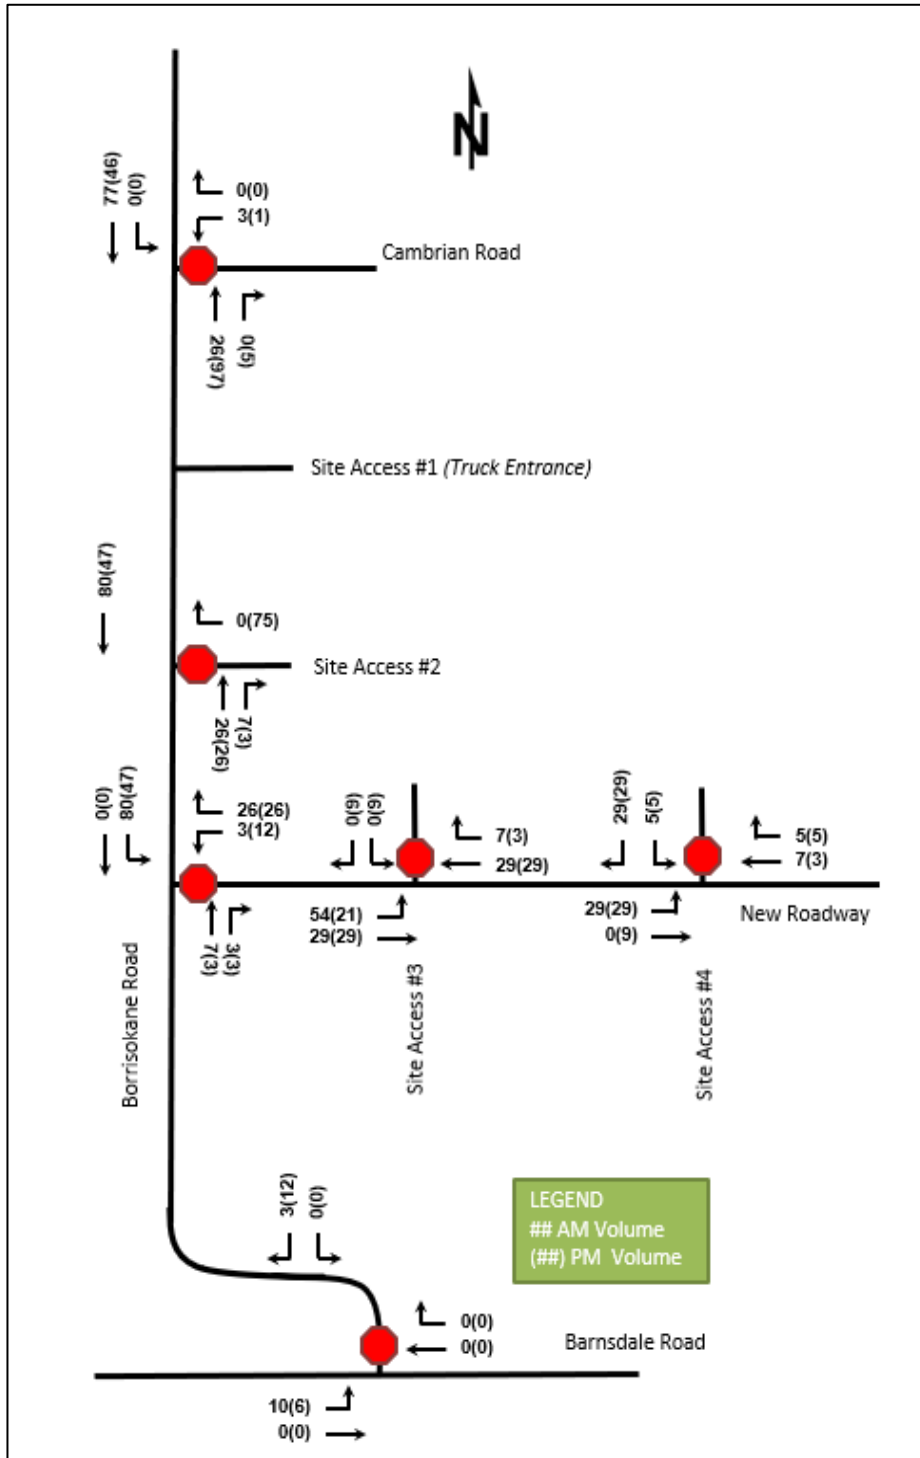 N
77(46)
0(0)
0(0)
3(1)
Cambrian Road
26(97)
0(5)
Site Access #1 (Truck Entrance)
80(47)
0(75)
Site Access #2
26(26)
7(3)
0(0)
80(47)
26(26)
3(12)
0(9)
0(9)
7(3)
29(29)
29(29)
5(5)
5(5)
7(3)
54(21)
29(29)
29(29)
0(9)
New Roadway
7(3)
3(3)
Borrisokane Road
Site Access #3
Site Access #4
3(12)
0(0)
LEGEND
## AM Volume
(##) PM Volume
0(0)
0(0)
Barnsdale Road
10(6)
0(0)